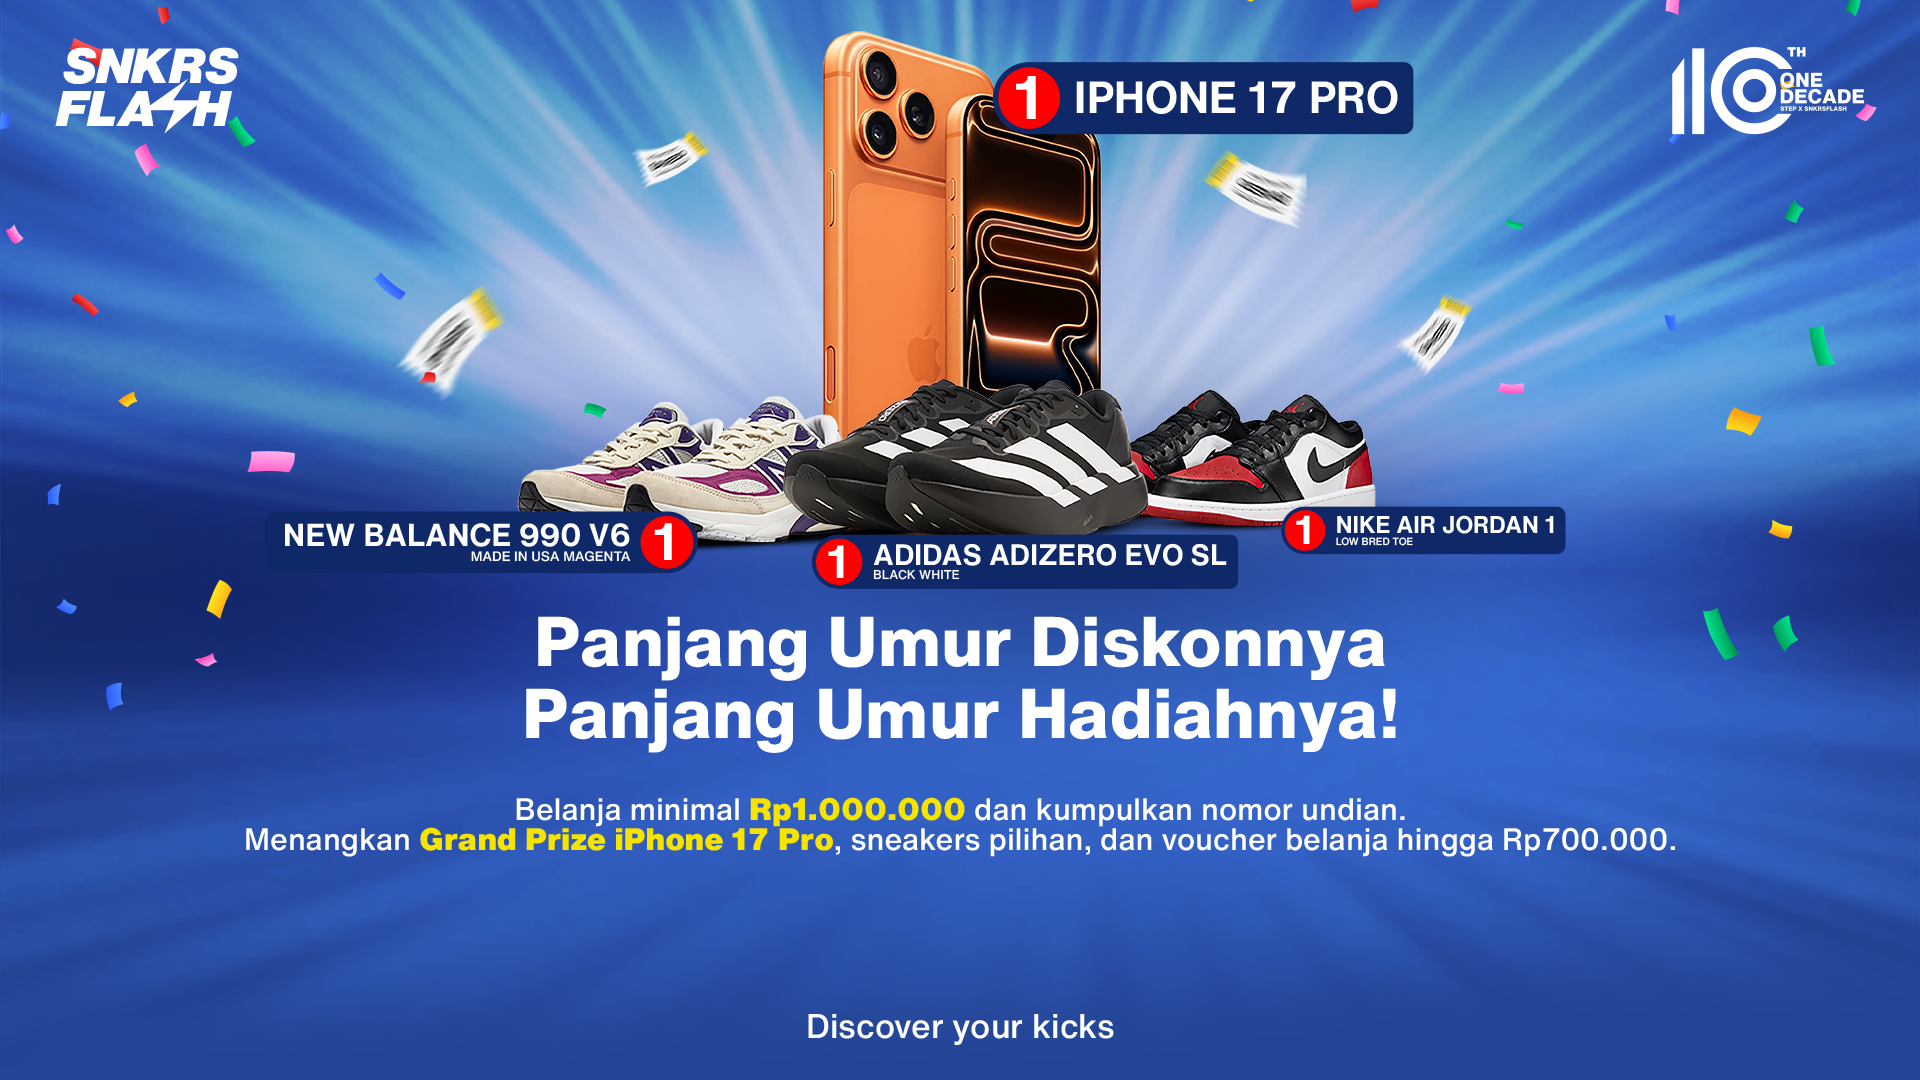 SNKRS
FLASH
10TH
ONE
DECADE
STEP X SNKRSFLASH
1 IPHONE 17 PRO
NEW BALANCE 990 V6 1
MADE IN USA MAGENTA
1 ADIDAS ADIZERO EVO SL
BLACK WHITE
1 NIKE AIR JORDAN 1
LOW BRED TOE
Panjang Umur Diskonnya
Panjang Umur Hadiahnya!
Belanja minimal Rp1.000.000 dan kumpulkan nomor undian.
Menangkan Grand Prize iPhone 17 Pro, sneakers pilihan, dan voucher belanja hingga Rp700.000.
Discover your kicks